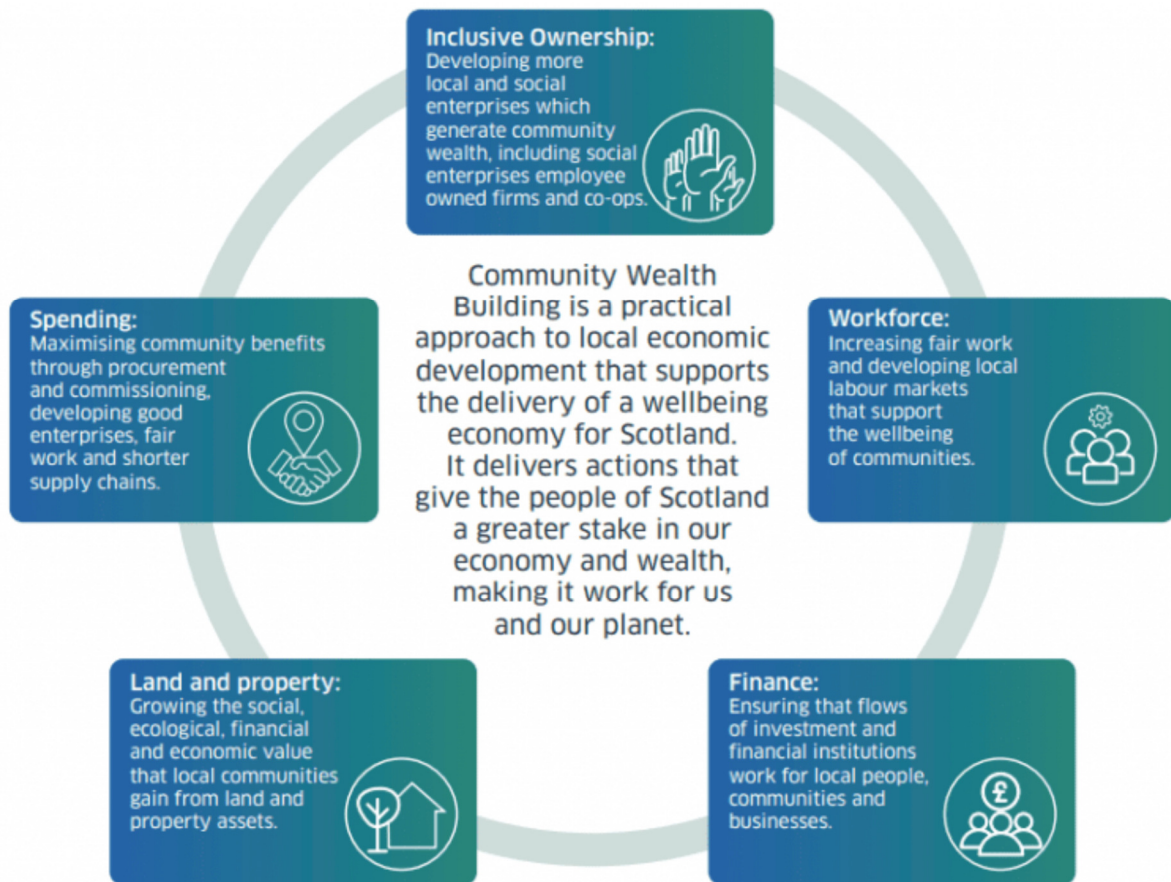 Inclusive Ownership:
Developing more
local and social
enterprises which
generate community
wealth, including social
enterprises employee
owned firms and co-ops.
Spending:
Maximising community benefits
through procurement
and commissioning,
developing good
enterprises, fair
work and shorter
supply chains.
Community Wealth
Building is a practical
approach to local economic
development that supports
the delivery of a wellbeing
economy for Scotland.
It delivers actions that
give the people of Scotland
a greater stake in our
economy and wealth,
making it work for us
and our planet.
Workforce:
Increasing fair work
and developing local
labour markets
that support
the wellbeing
of communities.
Land and property:
Growing the social,
ecological, financial
and economic value
that local communities
gain from land and
property assets.
Finance:
Ensuring that flows
of investment and
financial institutions
work for local people,
communities and
businesses.
£